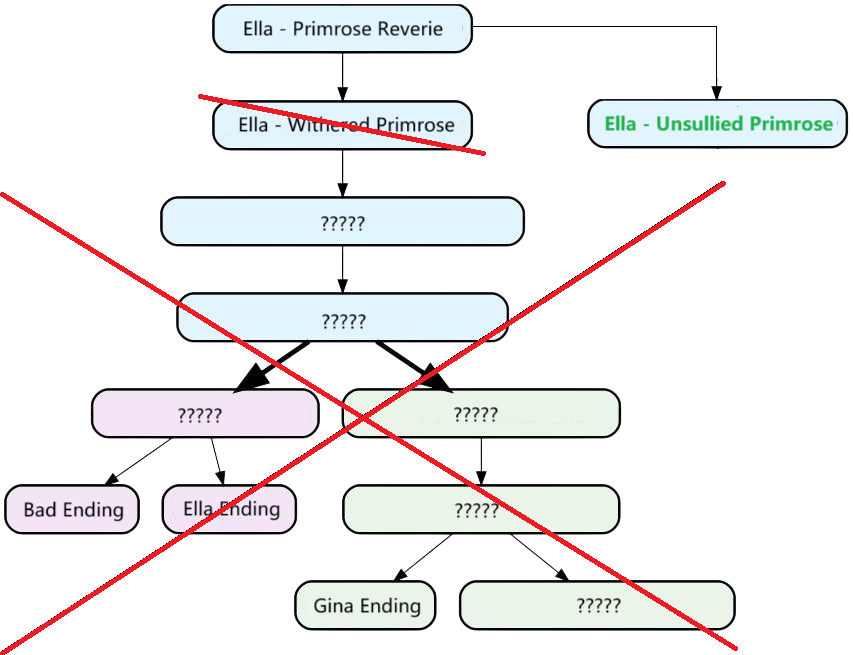 Ella - Primrose Reverie
Ella - Withered Primrose
Ella - Unsullied Primrose
?????
?????
?????
?????
Bad Ending
Ella Ending
?????
Gina Ending
?????